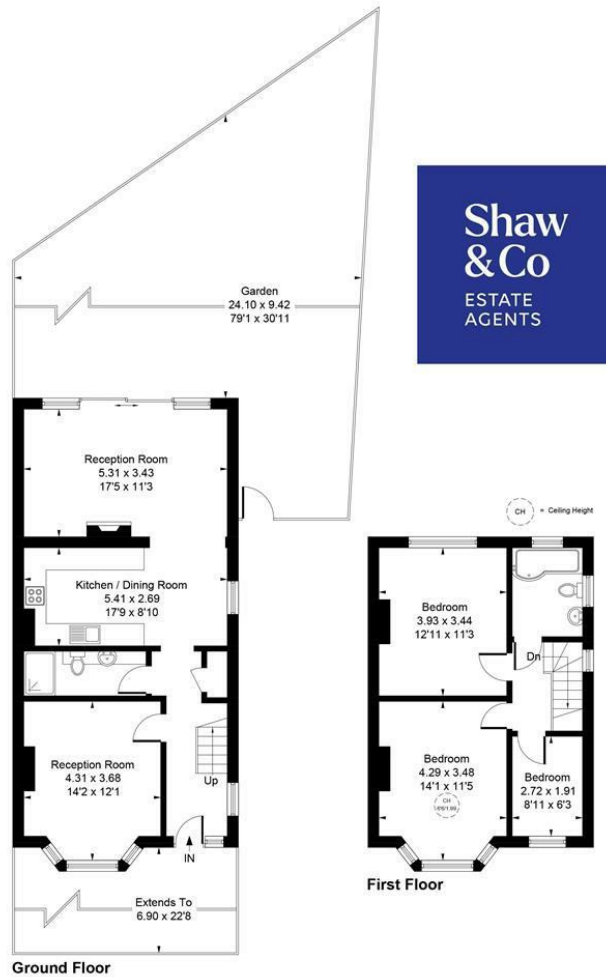 Garden
24.10 x 9.42
79'1 x 30'11
Shaw
& Co
ESTATE
AGENTS
Reception Room
5.31 x 3.43
17'5 x 11'3
Kitchen / Dining Room
5.41 x 2.69
17'9 x 8'10
Reception Room
4.31 x 3.68
14'2 x 12'1
Up
IN
Extends To
6.90 x 22'8
Ground Floor
CH = Ceiling Height
Bedroom
3.93 x 3.44
12'11 x 11'3
Dn
Bedroom
4.29 x 3.48
14'1 x 11'5
CH
Bedroom
2.72 x 1.91
8'11 x 6'3
First Floor